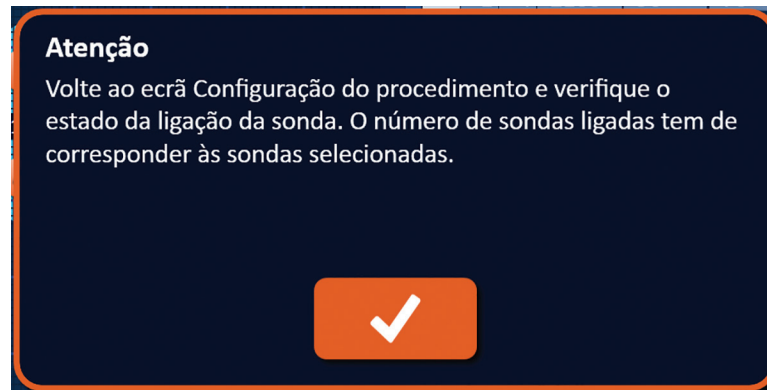 Atenção
Volte ao ecrã Configuração do procedimento e verifique o
estado da ligação da sonda. O número de sondas ligadas tem de
corresponder às sondas selecionadas.